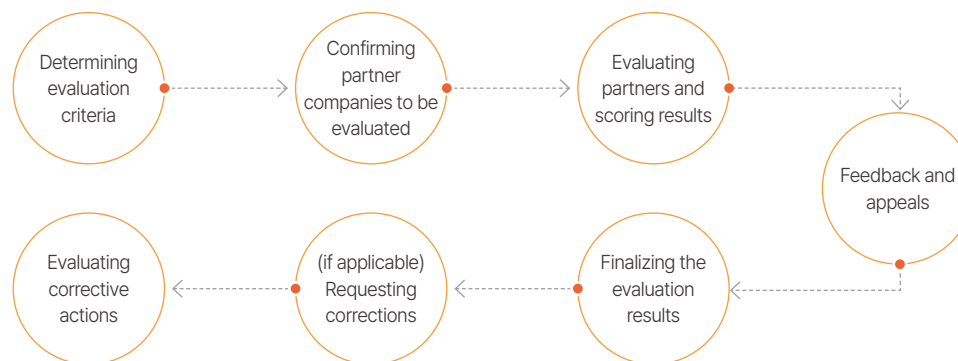 Determining
evaluation
criteria
Confirming
partner
companies to be
evaluated
Evaluating
partners and
scoring results
Feedback and
appeals
Finalizing the
evaluation
results
(if applicable)
Requesting
corrections
Evaluating
corrective
actions